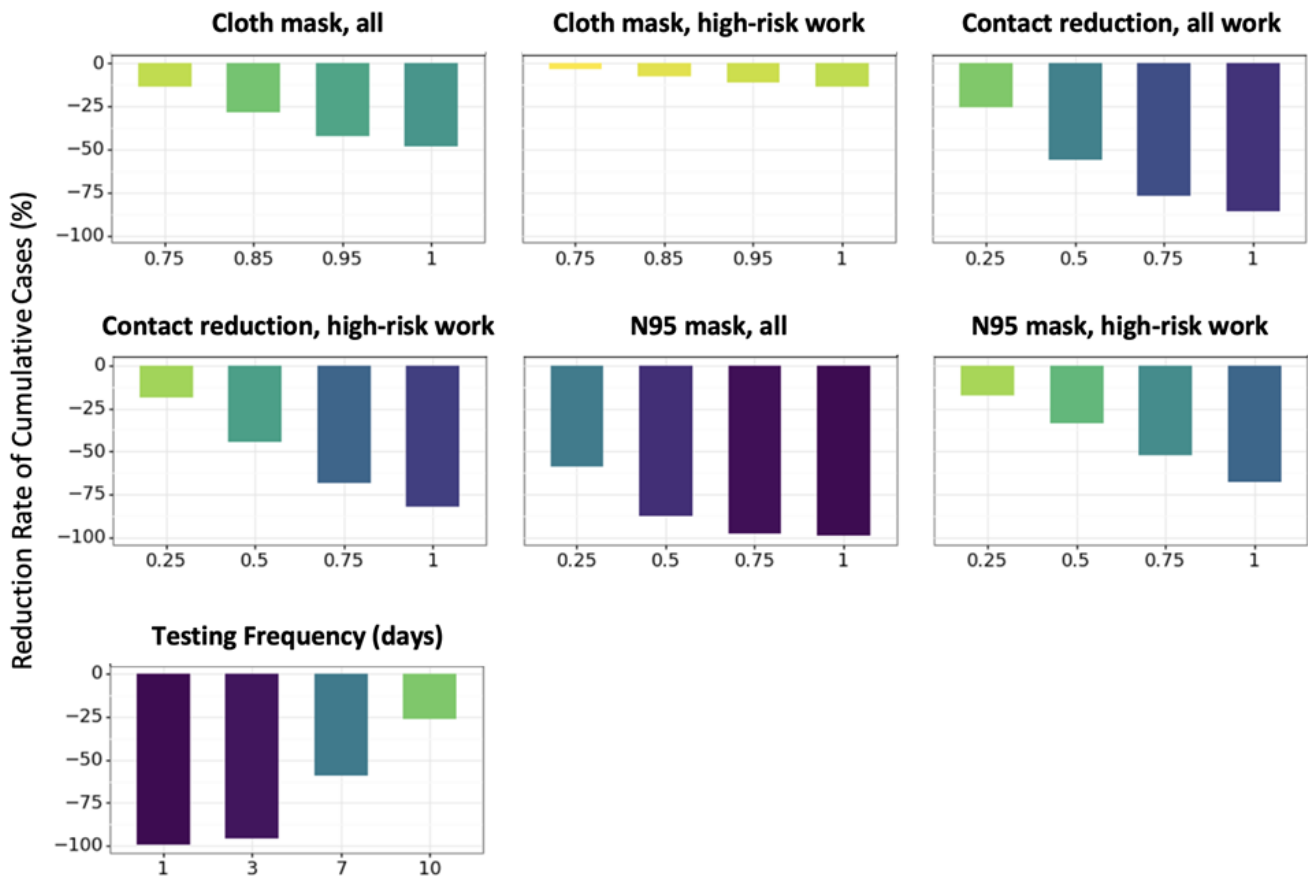 Cloth mask, all
Cloth mask, high-risk work
Contact reduction, all work
Reduction Rate of Cumulative Cases (%)
0
−25
−50
−75
−100
0.75 0.85 0.95 1
0.75 0.85 0.95 1
0.25 0.5 0.75 1
Contact reduction, high-risk work
N95 mask, all
N95 mask, high-risk work
0
−25
−50
−75
−100
0.25 0.5 0.75 1
0.25 0.5 0.75 1
0.25 0.5 0.75 1
Testing Frequency (days)
0
−25
−50
−75
−100
1 3 7 10